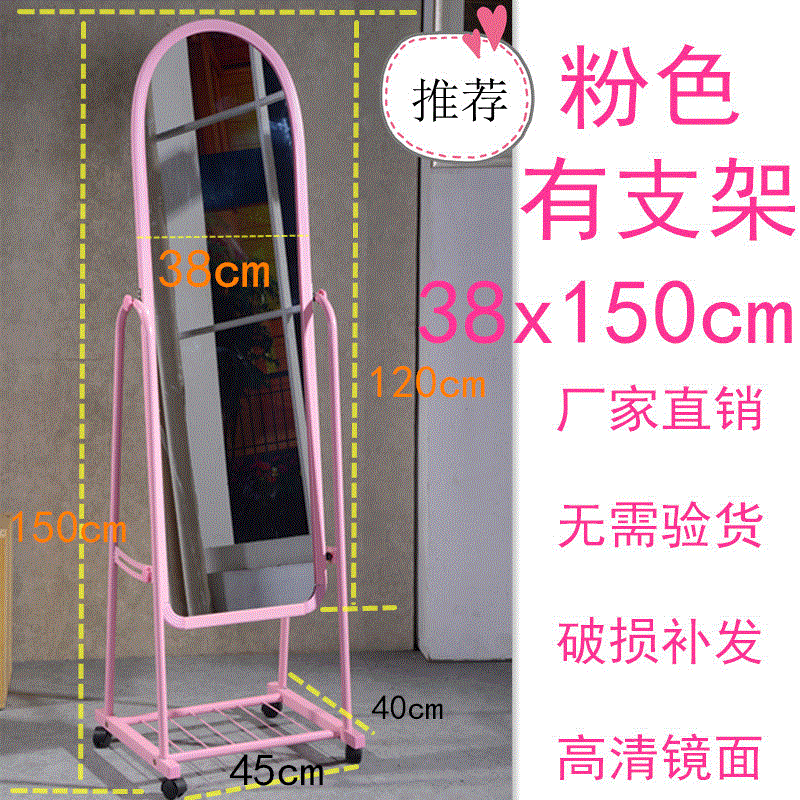 推荐
粉色
有支架
38x150cm
厂家直销
无需验货
破损补发
高清镜面
38cm
120cm
150cm
40cm
45cm